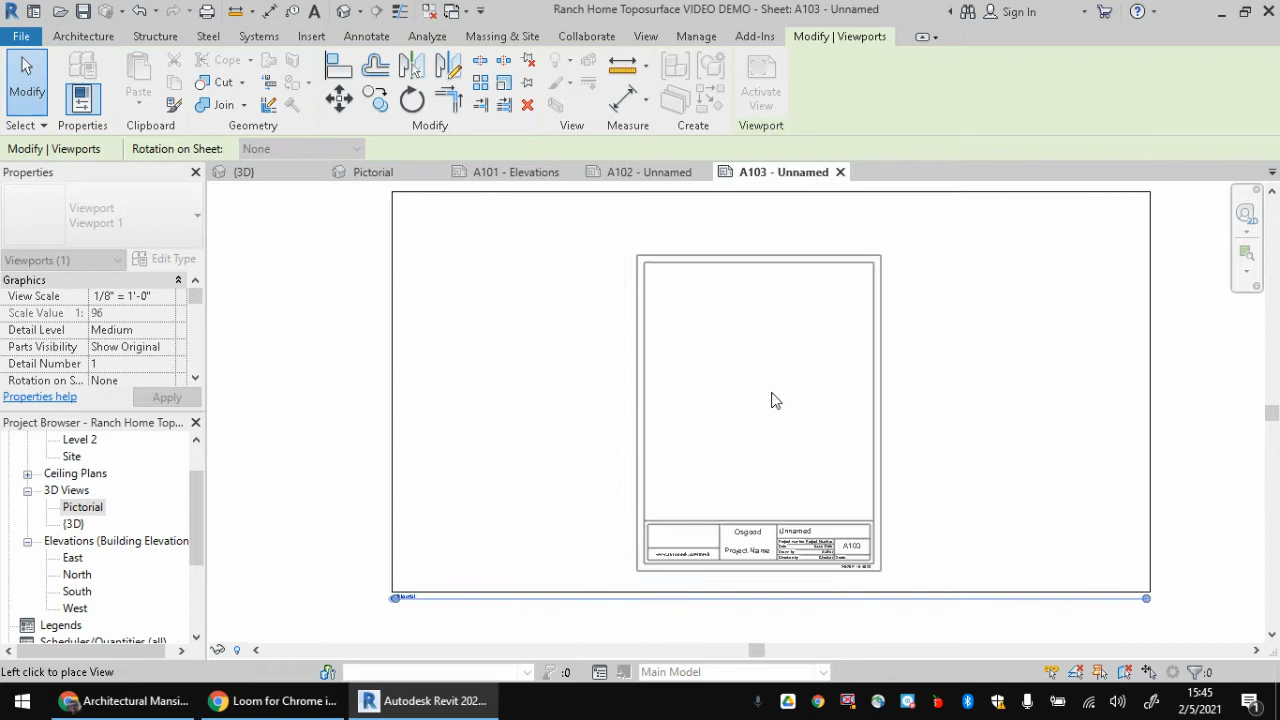 Ranch Home Toposurface VIDEO DEMO - Sheet: A103 - Unnamed
Sign In
File
Architecture
Structure
Steel
Systems
Insert
Annotate
Analyze
Massing & Site
Collaborate
View
Manage
Add-Ins
Modify | Viewports
Modify
Paste
Cope
Cut
Join
Activate
View
Select
Properties
Clipboard
Geometry
Modify
View
Measure
Create
Viewport
Modify | Viewports
Rotation on Sheet:
None
Properties
{3D}
Pictorial
A101 - Elevations
A102 - Unnamed
A103 - Unnamed
Viewport
Viewport 1
Viewports (1)
Edit Type
Graphics
View Scale 1/8" = 1'-0"
Scale Value 1: 96
Detail Level Medium
Parts Visibility Show Original
Detail Number 1
Rotation on S... None
Properties help
Apply
Project Browser - Ranch Home Top...
Level 2
Site
Ceiling Plans
3D Views
Pictorial
{3D}
Elevations (Building Elevation
East
North
South
West
Legends
Schedules/Quantities (all)
Osgood
Project Name
Unnamed
A103
2D
Left click to place View
:0
Main Model
:0
Architectural Mansi...
Loom for Chrome i...
Autodesk Revit 202...
15:45
2/5/2021
1